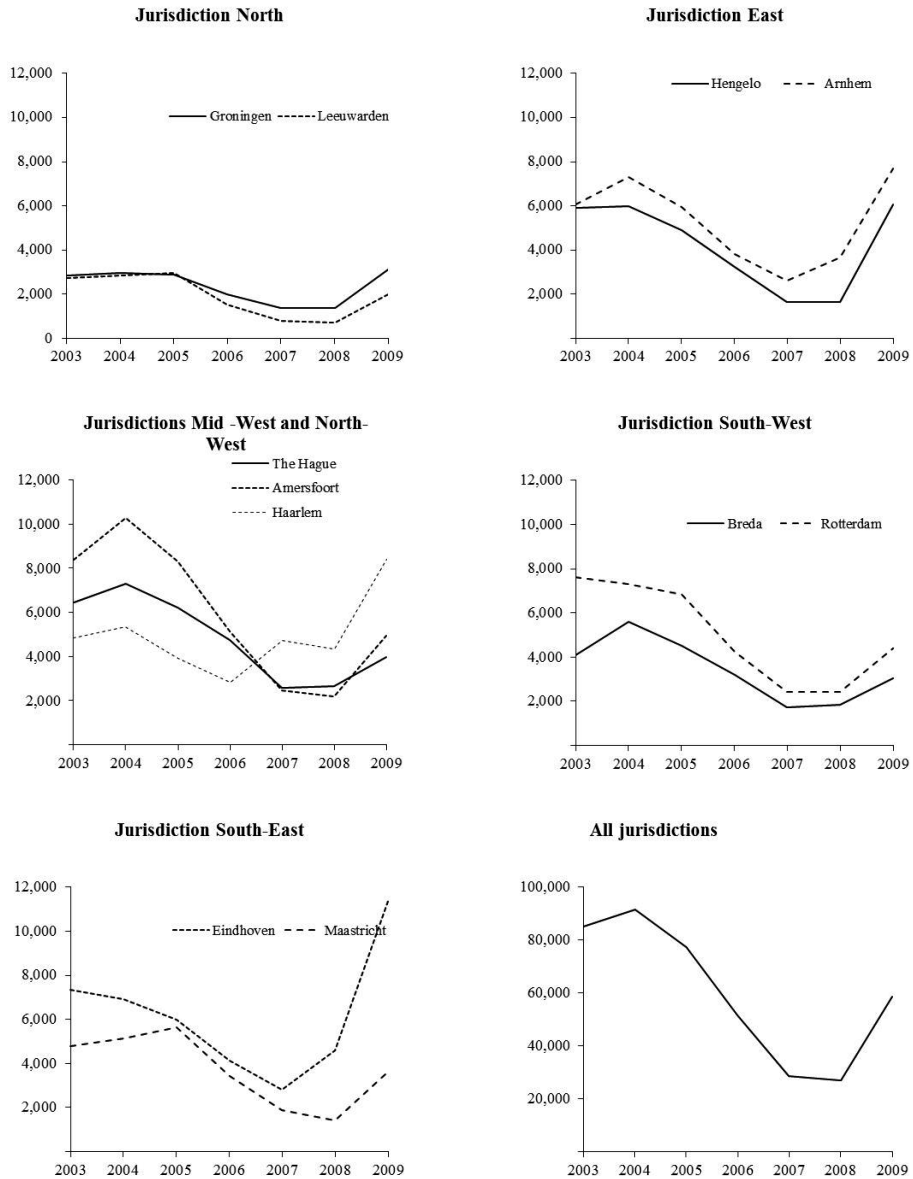 Jurisdiction North
12,000
10,000
8,000
6,000
4,000
2,000
0
Groningen Leeuwarden
2003 2004 2005 2006 2007 2008 2009
Jurisdiction East
12,000
10,000
8,000
6,000
4,000
2,000
Hengelo Arnhem
2003 2004 2005 2006 2007 2008 2009
Jurisdictions Mid -West and North-
West
The Hague
Amersfoort
Haarlem
12,000
10,000
8,000
6,000
4,000
2,000
2003 2004 2005 2006 2007 2008 2009
Jurisdiction South-West
12,000
10,000
8,000
6,000
4,000
2,000
Breda Rotterdam
2003 2004 2005 2006 2007 2008 2009
Jurisdiction South-East
12,000
10,000
8,000
6,000
4,000
2,000
Eindhoven Maastricht
2003 2004 2005 2006 2007 2008 2009
All jurisdictions
100,000
80,000
60,000
40,000
20,000
2003 2004 2005 2006 2007 2008 2009